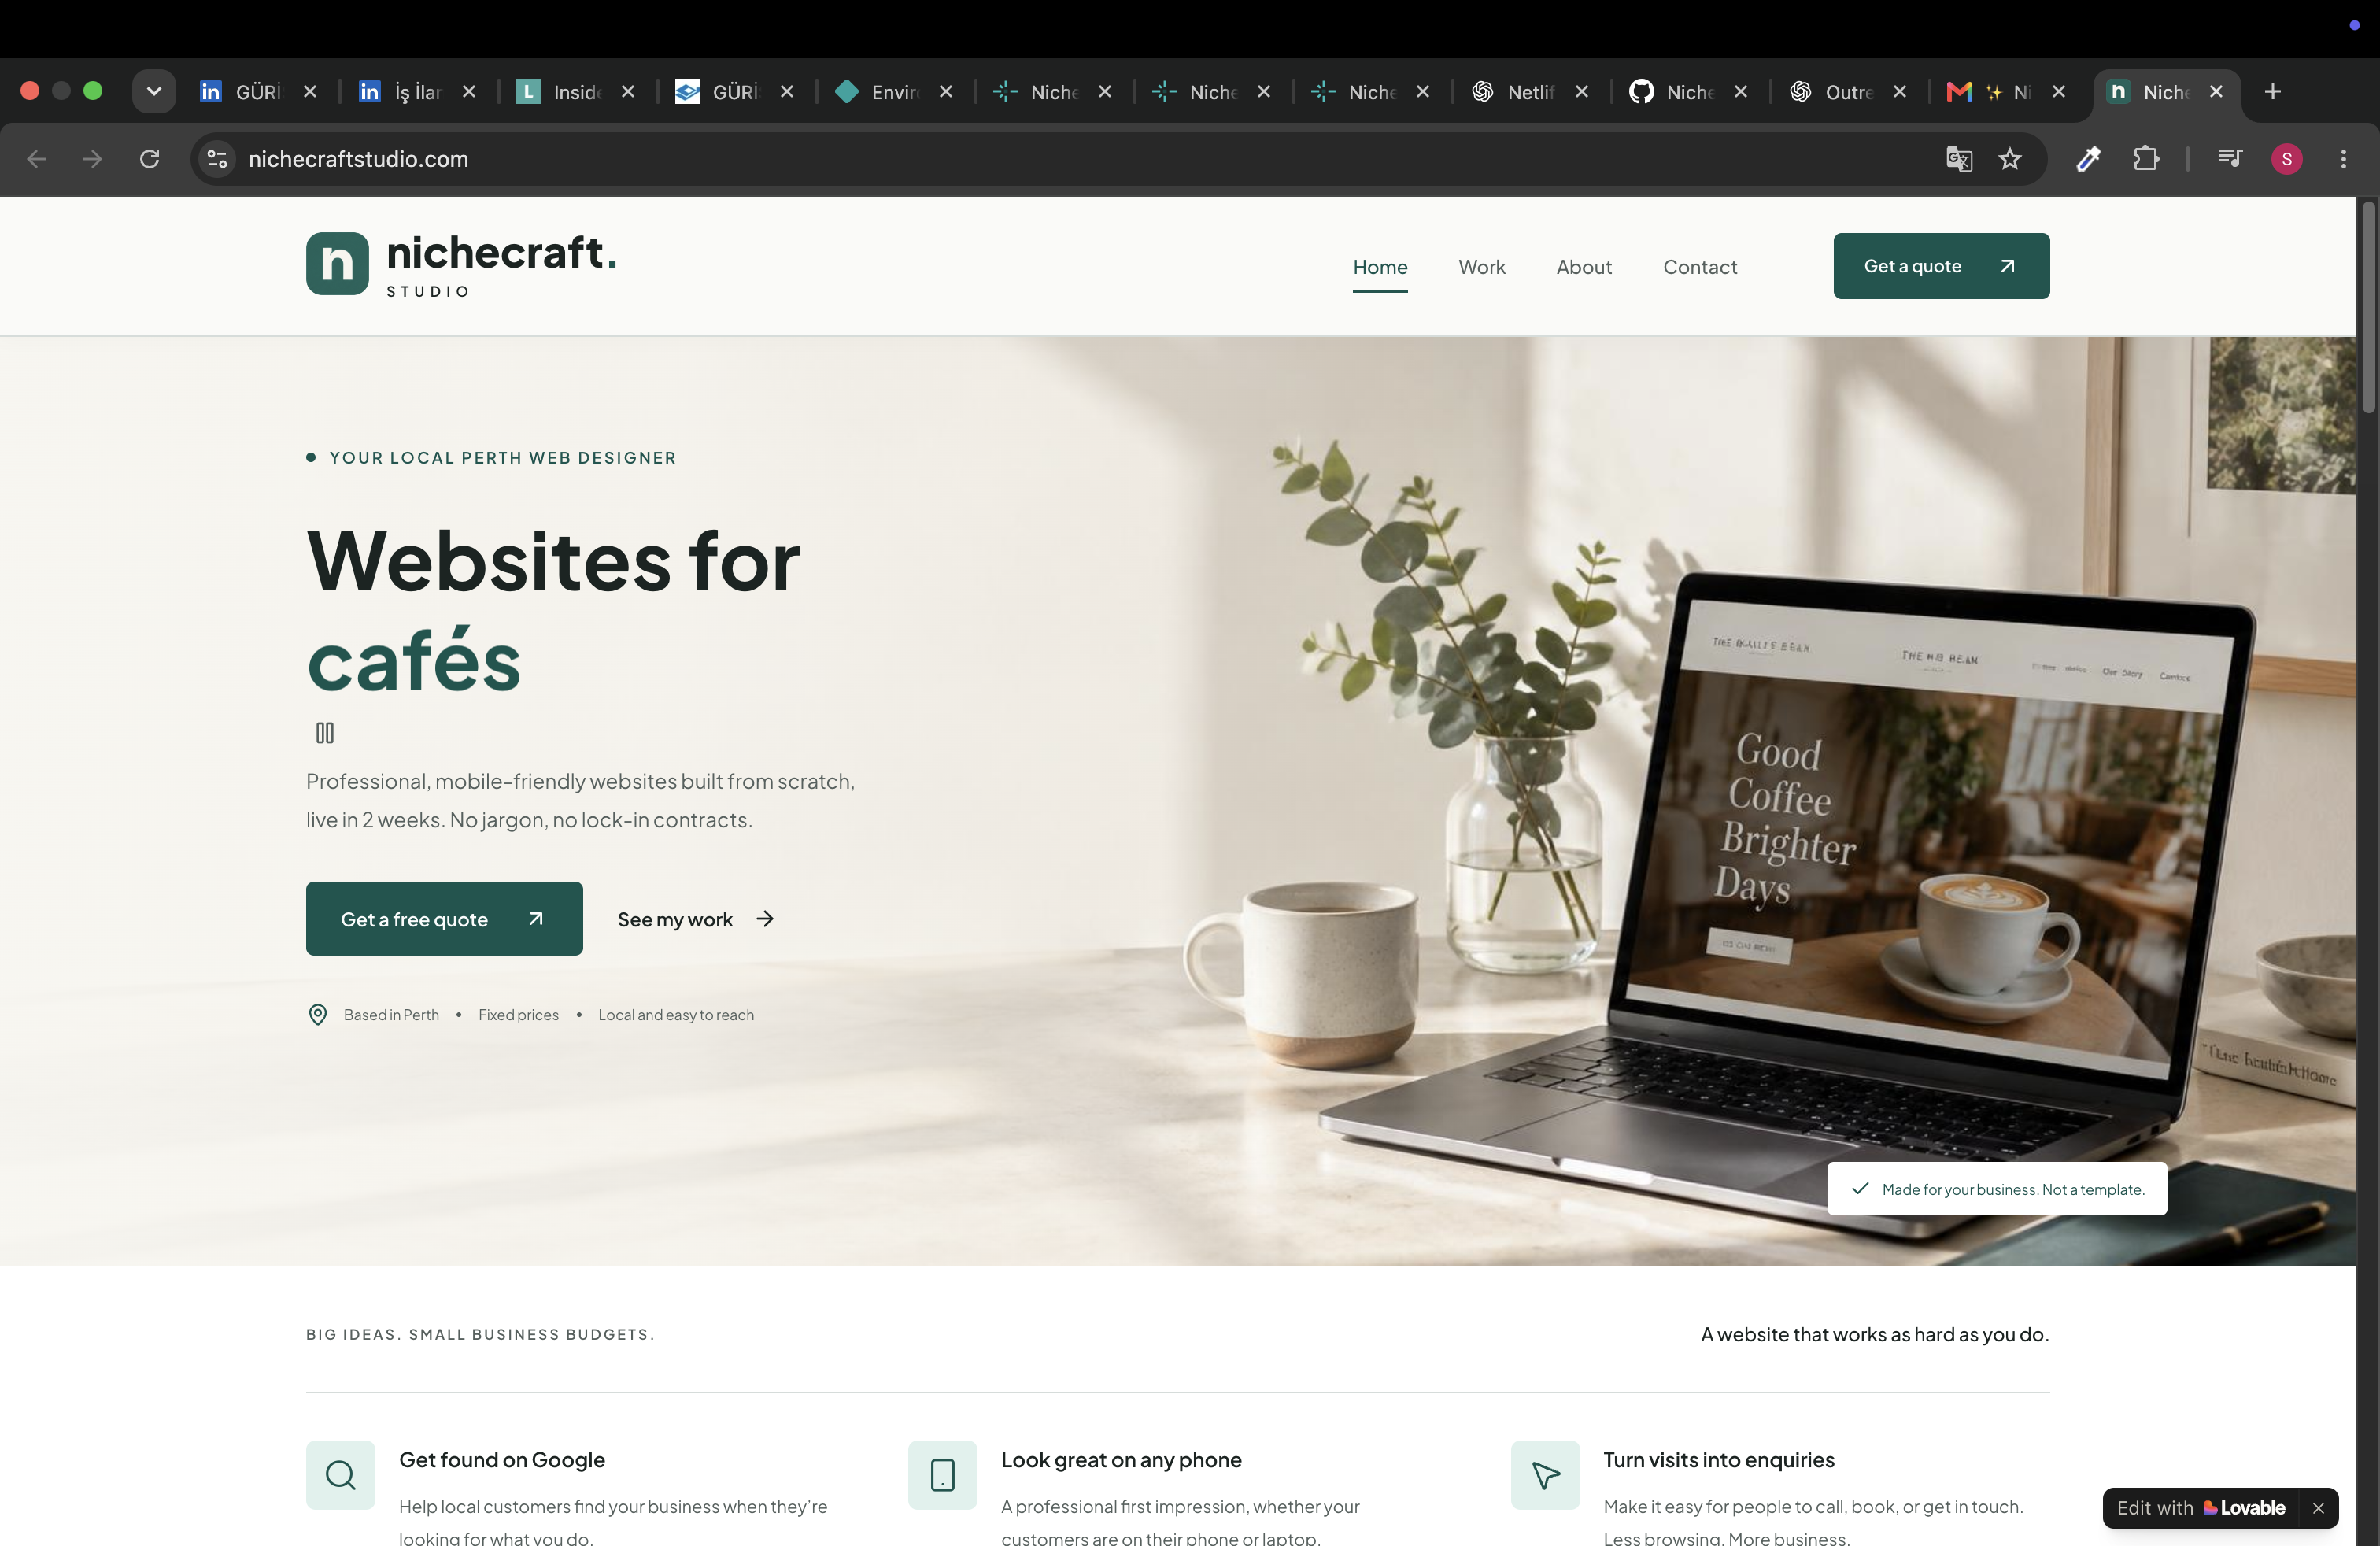 GÜRİ
İş İlar
Inside
GÜRİ
Envir
Niche
Niche
Niche
Netlif
Niche
Outre
Ni
Niche
nichecraftstudio.com
S
n
nichecraft.
STUDIO
Home
Work
About
Contact
Get a quote
YOUR LOCAL PERTH WEB DESIGNER
Websites for
cafés
Professional, mobile-friendly websites built from scratch,
live in 2 weeks. No jargon, no lock-in contracts.
Get a free quote
See my work
Based in Perth • Fixed prices • Local and easy to reach
Our Story
Good
Coffee
Brighter
Days
Made for your business. Not a template.
BIG IDEAS. SMALL BUSINESS BUDGETS.
A website that works as hard as you do.
Get found on Google
Help local customers find your business when they’re
looking for what you do.
Look great on any phone
A professional first impression, whether your
customers are on their phone or laptop.
Turn visits into enquiries
Make it easy for people to call, book, or get in touch.
Less browsing. More business.
Edit with Lovable